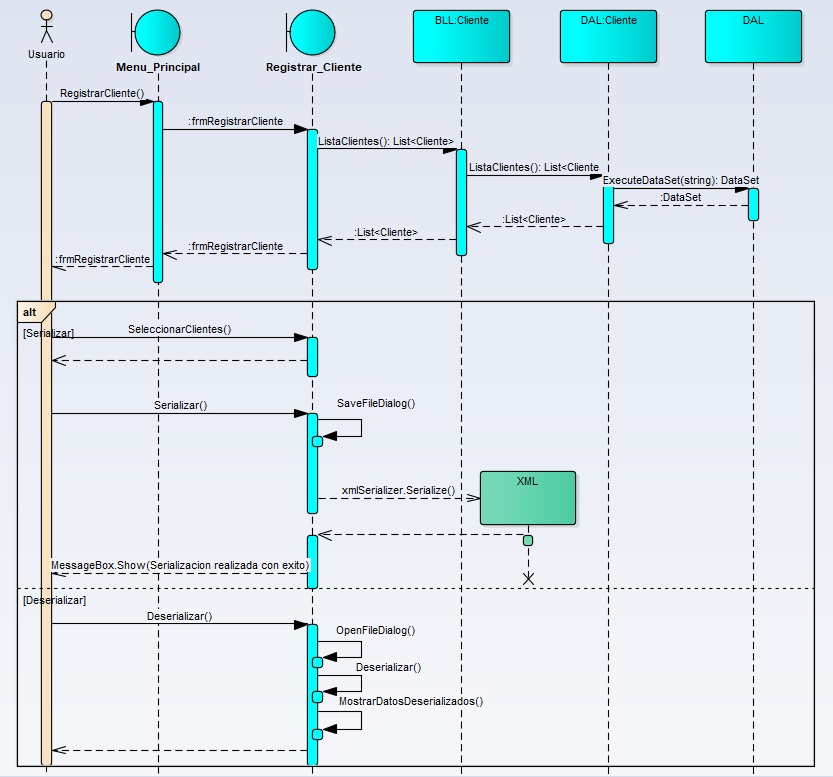 BLL:Cliente
DAL:Cliente
DAL
Usuario
Menu_Principal
Registrar_Cliente
RegistrarCliente()
:frmRegistrarCliente
ListaClientes(): List<Cliente>
ListaClientes(): List<Cliente
ExecuteDataSet(string): DataSet
:DataSet
:List<Cliente>
:List<Cliente>
:frmRegistrarCliente
:frmRegistrarCliente
alt
[Serializar]
SeleccionarClientes()
Serializar()
SaveFileDialog()
XML
xmlSerializer.Serialize()
MessageBox.Show(Serializacion realizada con exito)
[Deserializar]
Deserializar()
OpenFileDialog()
Deserializar()
MostrarDatosDeserializados()